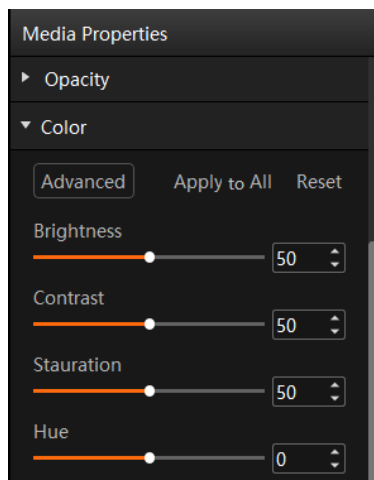 Media Properties
Opacity
Color
Advanced Apply to All Reset
Brightness
50
Contrast
50
Stauration
50
Hue
0